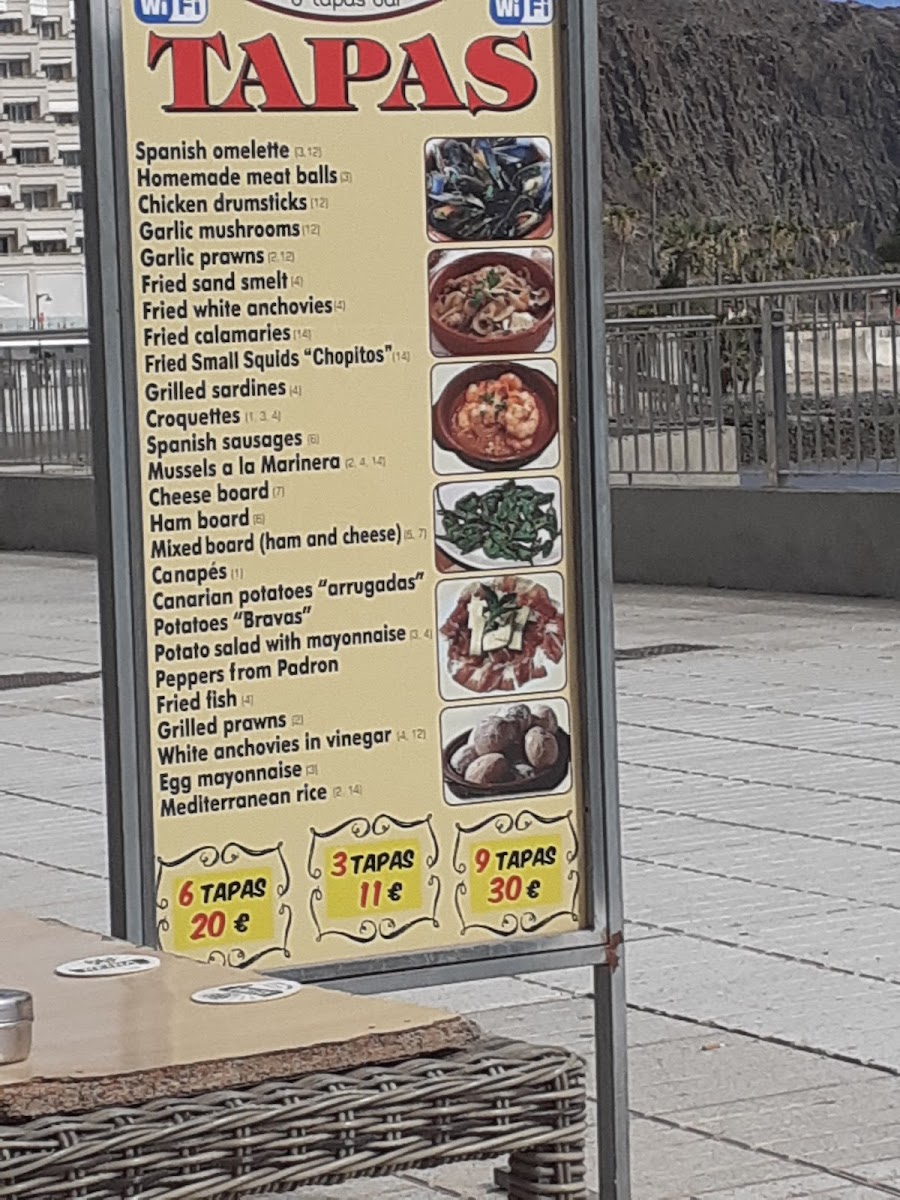 WiFi
WiFi
& tapas bar
TAPAS
Spanish omelette (3,12)
Homemade meat balls (3)
Chicken drumsticks (12)
Garlic mushrooms (12)
Garlic prawns (2,12)
Fried sand smelt (4)
Fried white anchovies (4)
Fried calamaries (14)
Fried Small Squids "Chopitos" (14)
Grilled sardines (4)
Croquettes (1, 3, 4)
Spanish sausages (6)
Mussels a la Marinera (2, 4, 14)
Cheese board (7)
Ham board (6)
Mixed board (ham and cheese) (6, 7)
Canapés (1)
Canarian potatoes "arrugadas"
Potatoes "Bravas"
Potato salad with mayonnaise (3, 4)
Peppers from Padron
Fried fish (4)
Grilled prawns (2)
White anchovies in vinegar (4, 12)
Egg mayonnaise (3)
Mediterranean rice (2, 14)
6 TAPAS
20 €
3 TAPAS
11 €
9 TAPAS
30 €